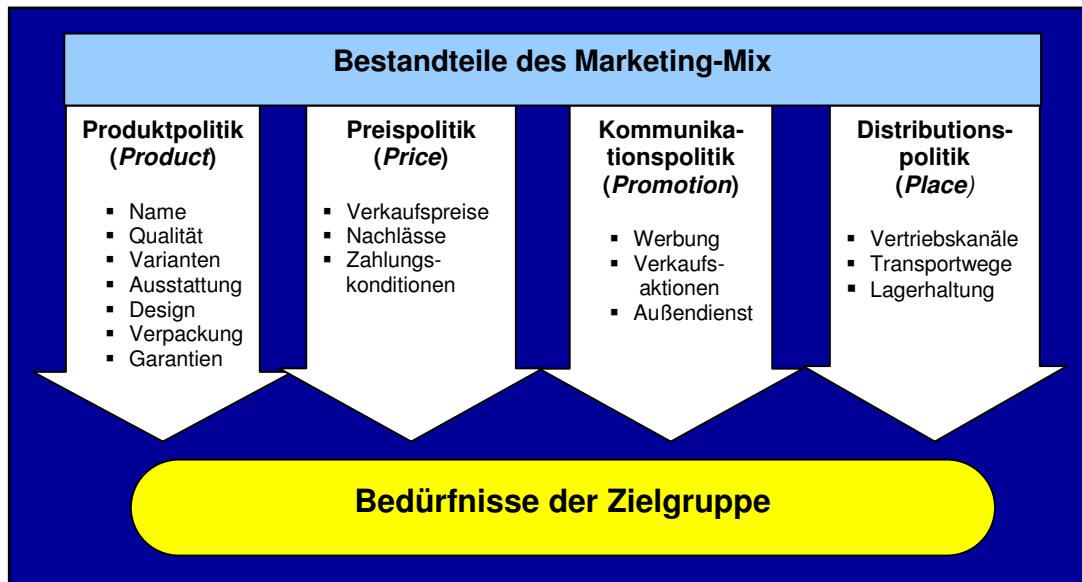 Bestandteile des Marketing-Mix
Produktpolitik
(Product)
▪ Name
▪ Qualität
▪ Varianten
▪ Ausstattung
▪ Design
▪ Verpackung
▪ Garantien
Preispolitik
(Price)
▪ Verkaufspreise
▪ Nachlässe
▪ Zahlungs-
konditionen
Kommunika-
tionspolitik
(Promotion)
▪ Werbung
▪ Verkaufs-
aktionen
▪ Außendienst
Distributions-
politik
(Place)
▪ Vertriebskanäle
▪ Transportwege
▪ Lagerhaltung
Bedürfnisse der Zielgruppe